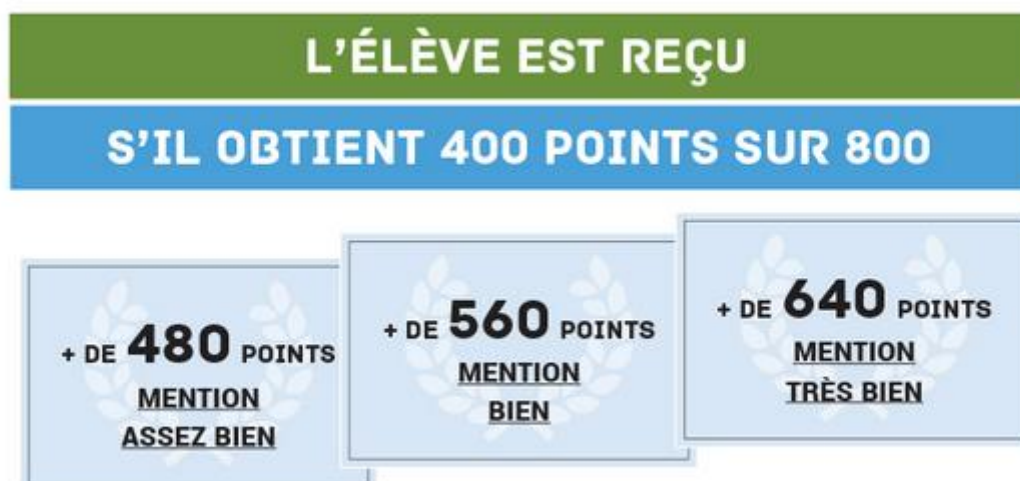 L'ÉLÈVE EST REÇU
S'IL OBTIENT 400 POINTS SUR 800
+ DE 480 POINTS
MENTION
ASSEZ BIEN
+ DE 560 POINTS
MENTION
BIEN
+ DE 640 POINTS
MENTION
TRÈS BIEN